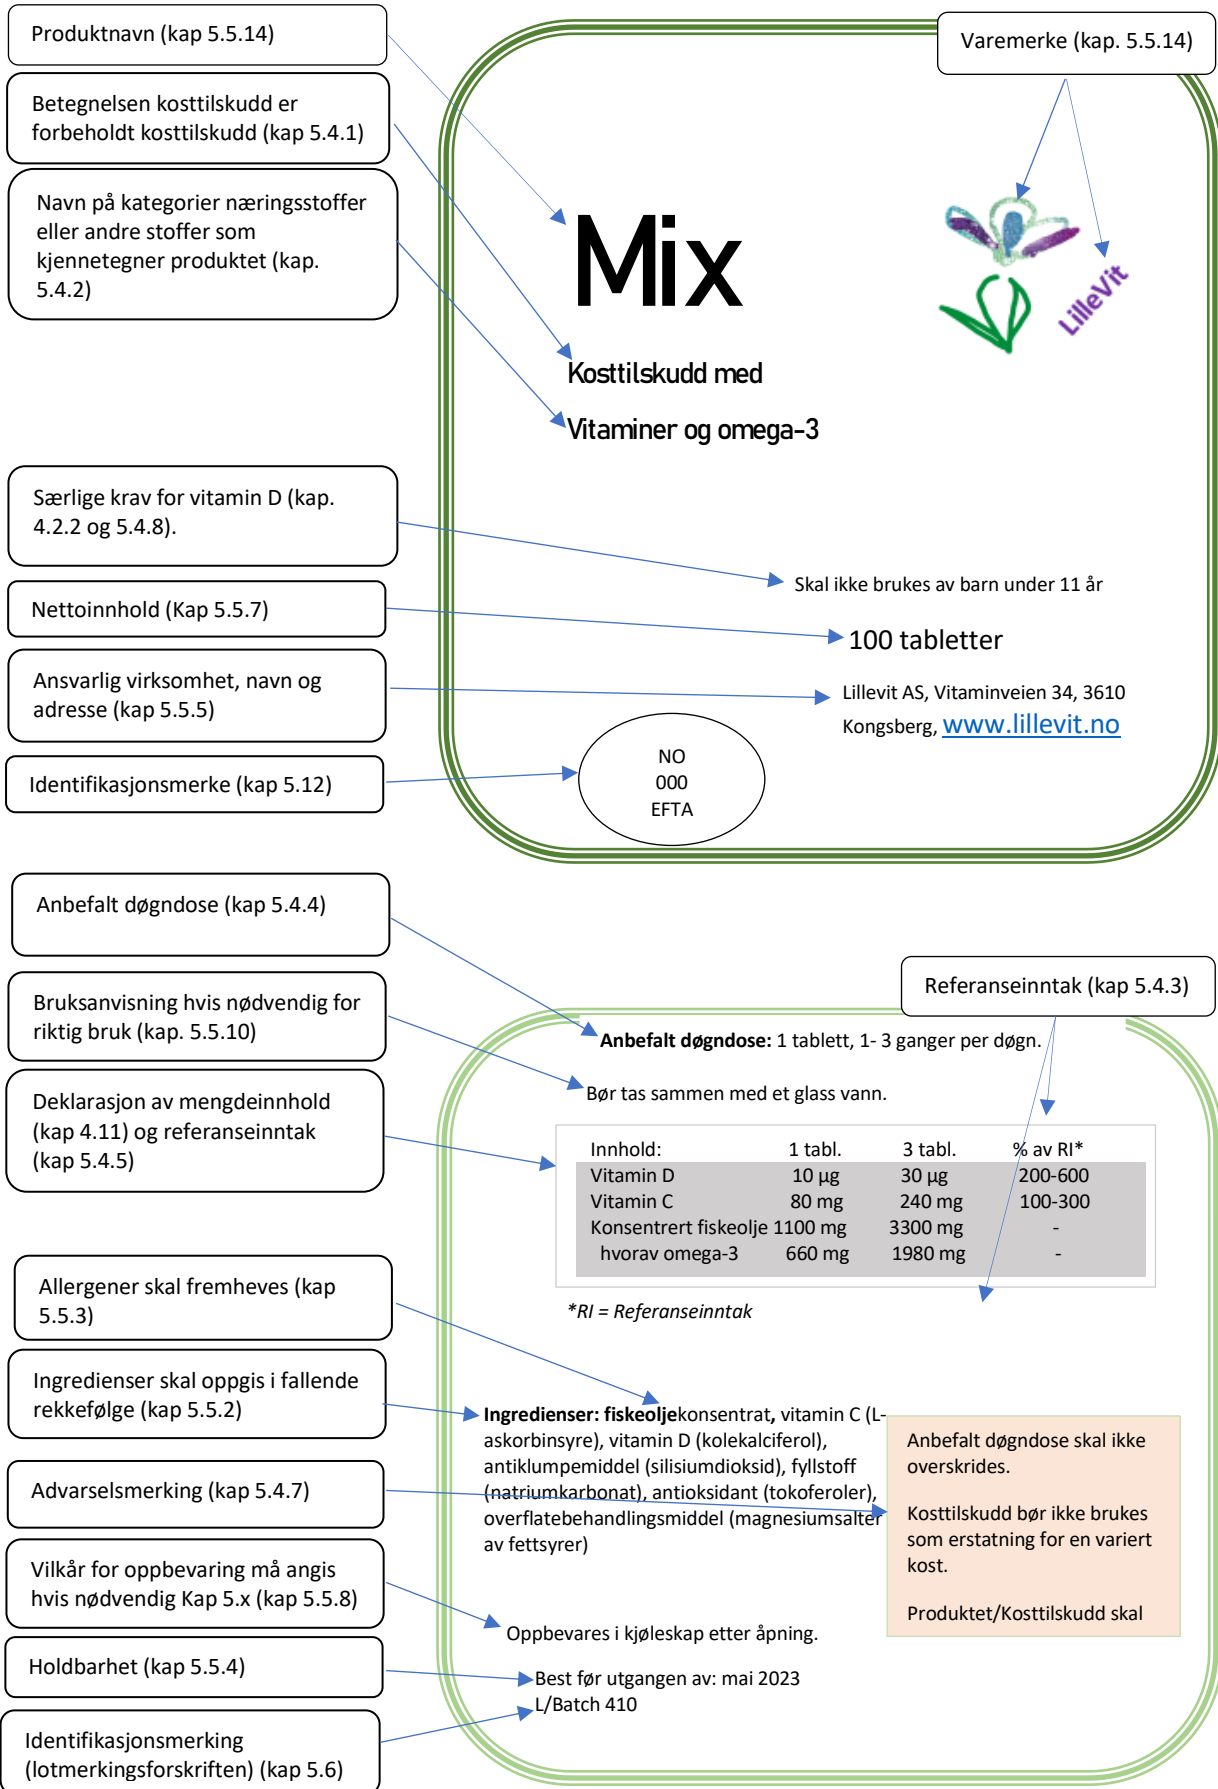 Produktnavn (kap 5.5.14)
Varemerke (kap. 5.5.14)
Betegnelsen kosttilskudd er
forbeholdt kosttilskudd (kap 5.4.1)
Navn på kategorier næringsstoffer
eller andre stoffer som
kjennetegner produktet (kap.
5.4.2)
Mix
LilleVit
Kosttilskudd med
Vitaminer og omega-3
Særlige krav for vitamin D (kap.
4.2.2 og 5.4.8).
Skal ikke brukes av barn under 11 år
Nettoinnhold (Kap 5.5.7)
100 tabletter
Ansvarlig virksomhet, navn og
adresse (kap 5.5.5)
Lillevit AS, Vitaminveien 34, 3610
Kongsberg, www.lillevit.no
Identifikasjonsmerke (kap 5.12)
NO
000
EFTA
Anbefalt døgndose (kap 5.4.4)
Referanseinntak (kap 5.4.3)
Bruksanvisning hvis nødvendig for
riktig bruk (kap. 5.5.10)
Anbefalt døgndose: 1 tablett, 1- 3 ganger per døgn.
Bør tas sammen med et glass vann.
Deklarasjon av mengdeinnhold
(kap 4.11) og referanseinntak
(kap 5.4.5)
Innhold: 1 tabl. 3 tabl. % av RI*
Vitamin D 10 µg 30 µg 200-600
Vitamin C 80 mg 240 mg 100-300
Konsentrert fiskeolje 1100 mg 3300 mg -
hvorav omega-3 660 mg 1980 mg -
*RI = Referanseinntak
Allergener skal fremheves (kap
5.5.3)
Ingredienser skal oppgis i fallende
rekkefølge (kap 5.5.2)
Ingredienser: fiskeoljekonsentrat, vitamin C (L-
askorbinsyre), vitamin D (kolekalciferol),
antiklumpemiddel (silisiumdioksid), fyllstoff
(natriumkarbonat), antioksidant (tokoferoler),
overflatebehandlingsmiddel (magnesiumsalter
av fettsyrer)
Anbefalt døgndose skal ikke
overskrides.
Kosttilskudd bør ikke brukes
som erstatning for en variert
kost.
Produktet/Kosttilskudd skal
Advarselsmerking (kap 5.4.7)
Vilkår for oppbevaring må angis
hvis nødvendig Kap 5.x (kap 5.5.8)
Oppbevares i kjøleskap etter åpning.
Holdbarhet (kap 5.5.4)
Best før utgangen av: mai 2023
L/Batch 410
Identifikasjonsmerking
(lotmerkingsforskriften) (kap 5.6)